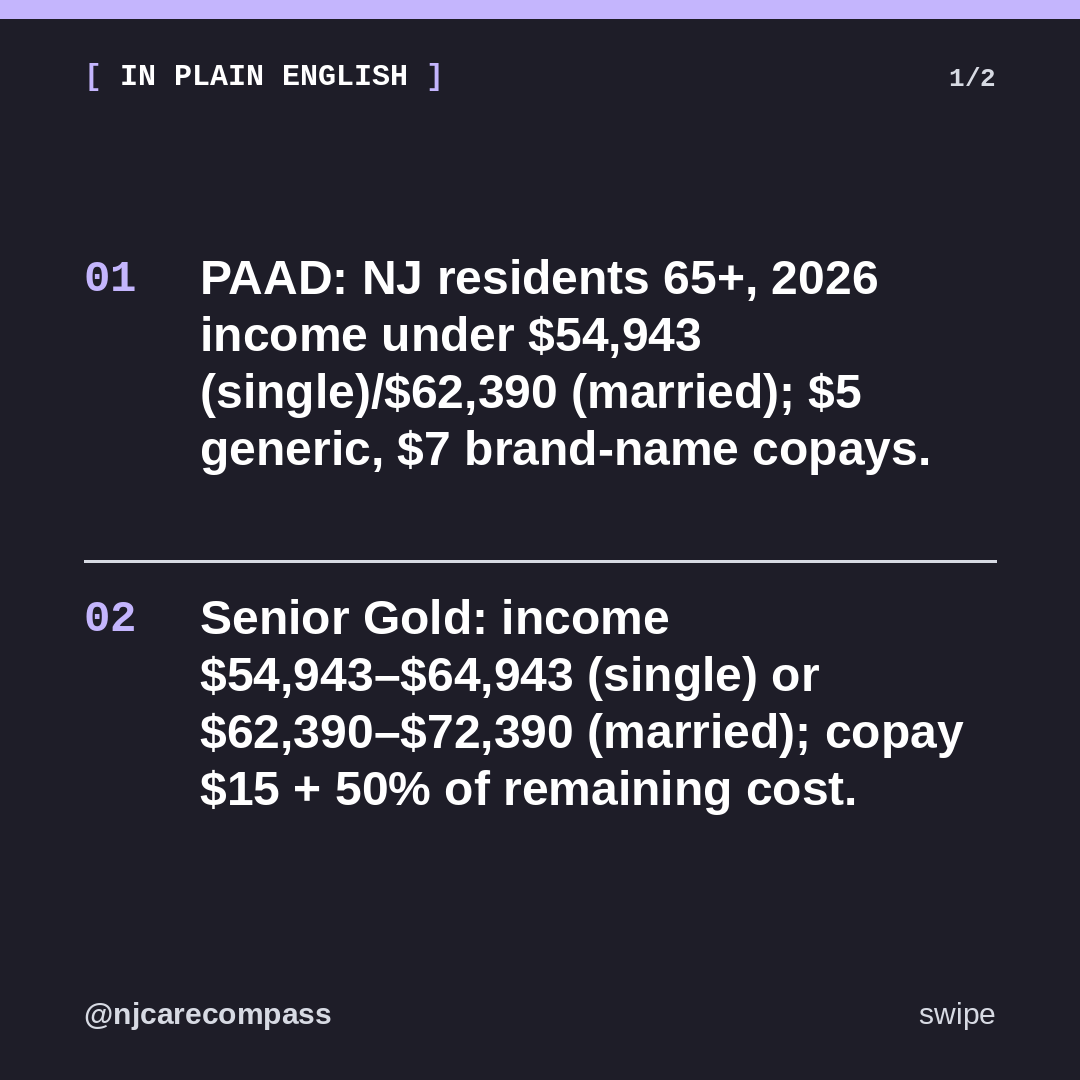 [ IN PLAIN ENGLISH ]
1/2
01
PAAD: NJ residents 65+, 2026
income under $54,943
(single)/$62,390 (married); $5
generic, $7 brand-name copays.
02
Senior Gold: income
$54,943–$64,943 (single) or
$62,390–$72,390 (married); copay
$15 + 50% of remaining cost.
@njcarecompass
swipe